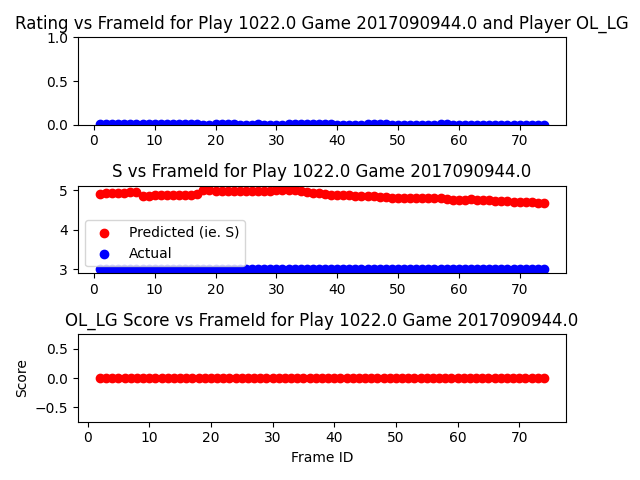 Rating vs FrameId for Play 1022.0 Game 2017090944.0 and Player OL_LG
1.0
0.5
0.0
0 10 20 30 40 50 60 70
S vs FrameId for Play 1022.0 Game 2017090944.0
5
4
3
Predicted (ie. S)
Actual
0 10 20 30 40 50 60 70
OL_LG Score vs FrameId for Play 1022.0 Game 2017090944.0
Score
0.5
0.0
−0.5
0 10 20 30 40 50 60 70
Frame ID